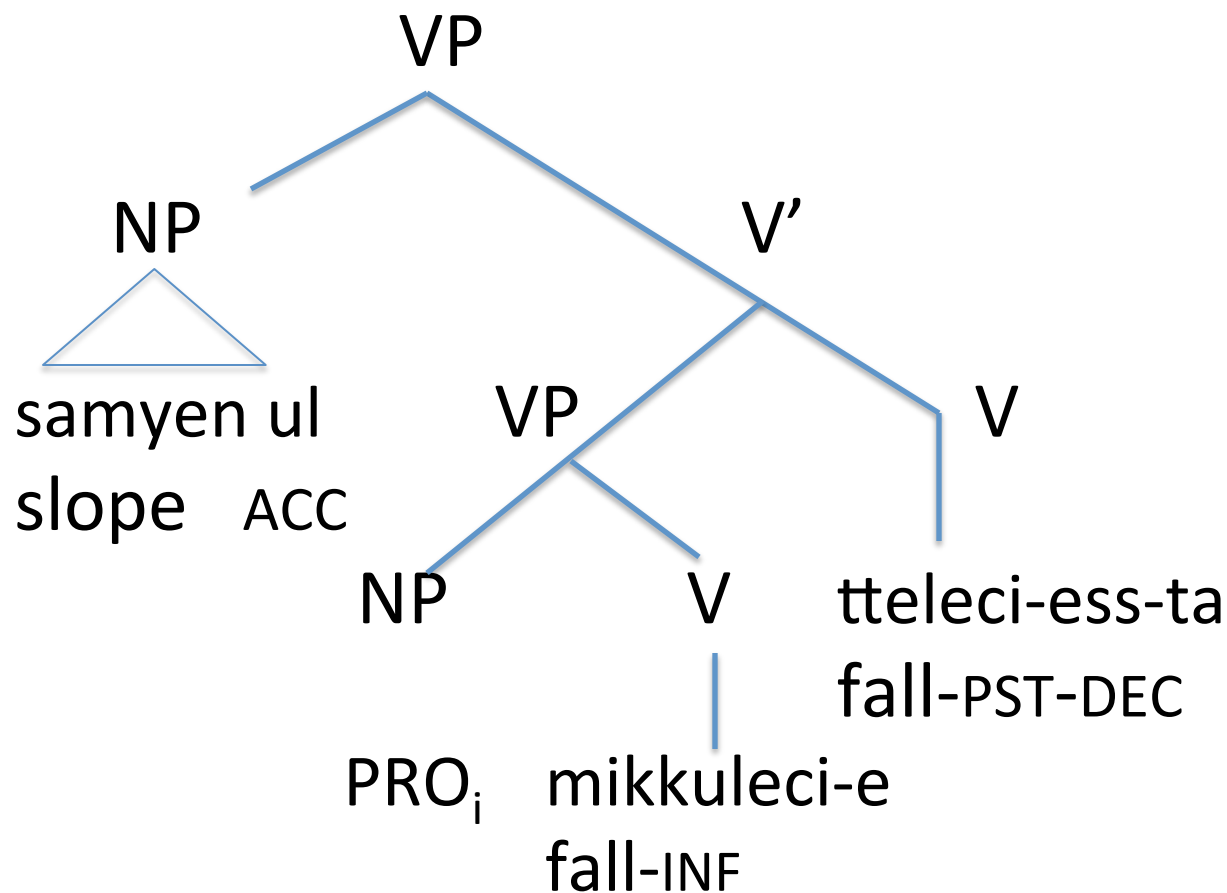 VP
NP V’
samyen ul VP V
slope ACC
NP V tteleci-ess-ta
fall-PST-DEC
PROi mikkuleci-e
fall-INF